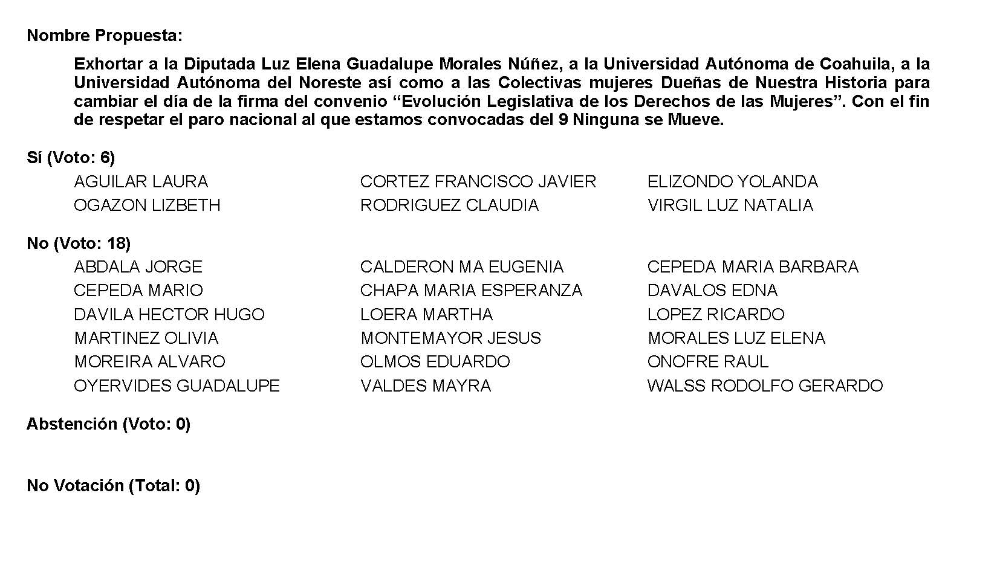 Nombre Propuesta:
Exhortar a la Diputada Luz Elena Guadalupe Morales Núñez, a la Universidad Autónoma de Coahuila, a la
Universidad Autónoma del Noreste así como a las Colectivas mujeres Dueñas de Nuestra Historia para
cambiar el día de la firma del convenio “Evolución Legislativa de los Derechos de las Mujeres”. Con el fin
de respetar el paro nacional al que estamos convocadas del 9 Ninguna se Mueve.
Sí (Voto: 6)
AGUILAR LAURA CORTEZ FRANCISCO JAVIER ELIZONDO YOLANDA
OGAZON LIZBETH RODRIGUEZ CLAUDIA VIRGIL LUZ NATALIA
No (Voto: 18)
ABDALA JORGE CALDERON MA EUGENIA CEPEDA MARIA BARBARA
CEPEDA MARIO CHAPA MARIA ESPERANZA DAVALOS EDNA
DAVILA HECTOR HUGO LOERA MARTHA LOPEZ RICARDO
MARTINEZ OLIVIA MONTEMAYOR JESUS MORALES LUZ ELENA
MOREIRA ALVARO OLMOS EDUARDO ONOFRE RAUL
OYERVIDES GUADALUPE VALDES MAYRA WALSS RODOLFO GERARDO
Abstención (Voto: 0)
No Votación (Total: 0)